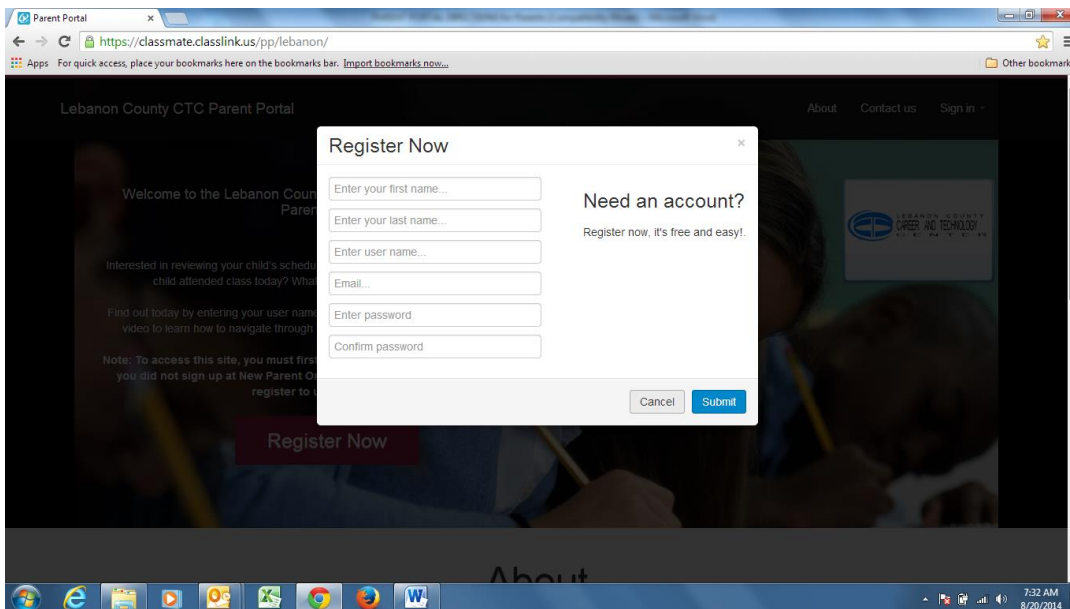 Parent Portal
https://classmate.classlink.us/pp/lebanon/
Apps For quick access, place your bookmarks here on the bookmarks bar. Import bookmarks now...
Other bookmark
Lebanon County CTC Parent Portal
About Contact us Sign in
Welcome to the Lebanon Coun
Paren
Interested in reviewing your child's schedu
child attended class today? What
Find out today by entering your user name
video to learn how to navigate through
Note: To access this site, you must first
you did not sign up at New Parent Or
register to u
Register Now
LEBANON COUNTY
CAREER AND TECHNOLOGY
CENTER
Register Now
×
Enter your first name...
Enter your last name...
Enter user name...
Email...
Enter password
Confirm password
Need an account?
Register now, it's free and easy!.
Cancel Submit
About
7:32 AM
8/20/2014